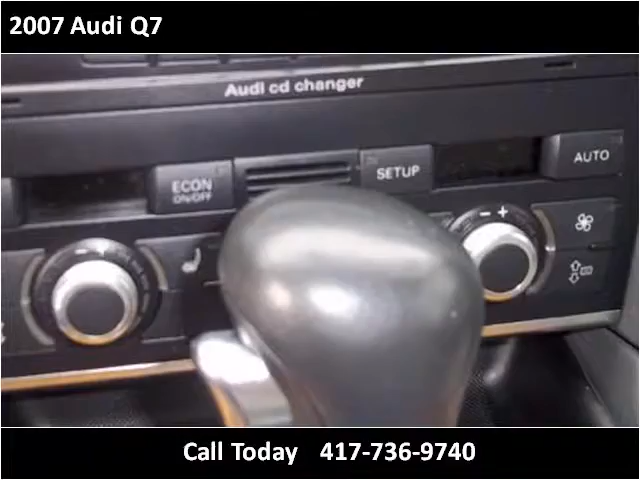 2007 Audi Q7
Audi cd changer
ECON
ON/OFF
SETUP
AUTO
- +
Call Today 417-736-9740